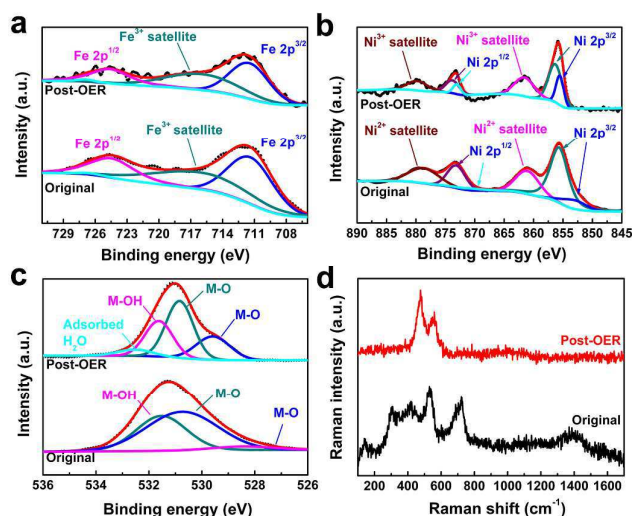 a
Fe 2p1/2
Fe3+ satellite
Fe 2p3/2
Post-OER
Fe 2p1/2
Fe3+ satellite
Fe 2p3/2
Original
Intensity (a.u.)
729 726 723 720 717 714 711 708
Binding energy (eV)
b
Ni3+ satellite
Ni 2p1/2
Ni3+ satellite
Ni 2p3/2
Post-OER
Ni2+ satellite
Ni 2p1/2
Ni2+ satellite
Ni 2p3/2
Original
Intensity (a.u.)
890 885 880 875 870 865 860 855 850 845
Binding energy (eV)
c
M-OH
M-O
Adsorbed
H2O
M-O
Post-OER
M-OH
M-O
M-O
Original
Intensity (a.u.)
536 534 532 530 528 526
Binding energy (eV)
d
Post-OER
Original
Raman intensity (a.u.)
200 400 600 800 1000 1200 1400 1600
Raman shift (cm-1)